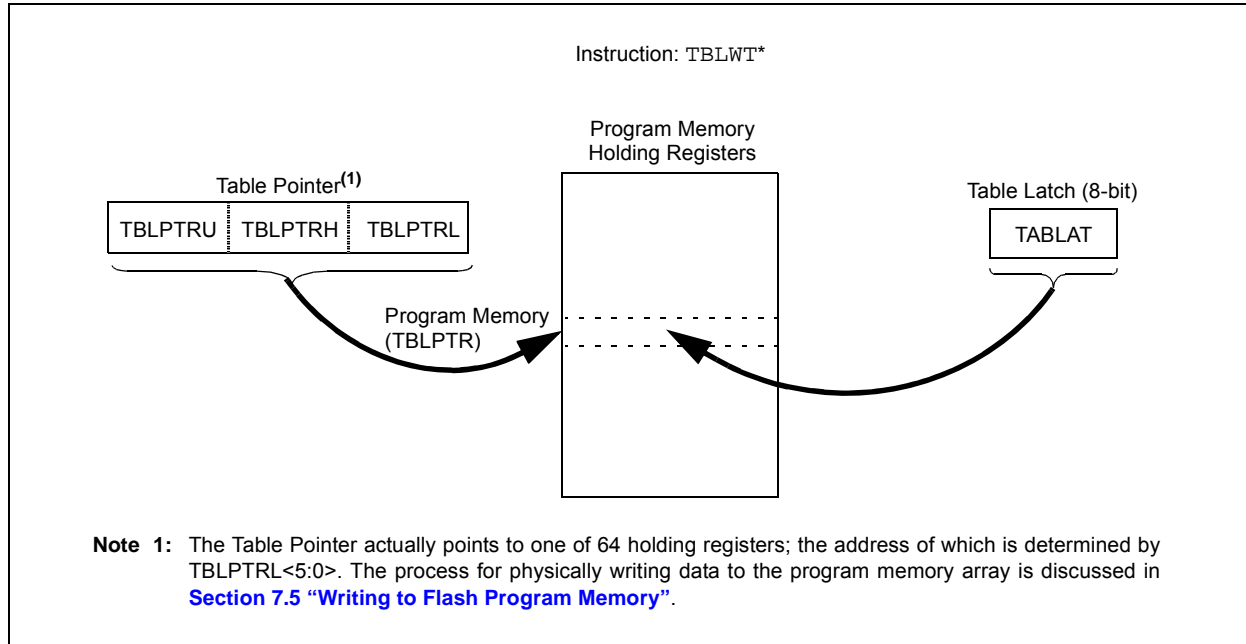 Instruction: TBLWT*
Program Memory
Holding Registers
Table Pointer(1)
Table Latch (8-bit)
TBLPTRU TBLPTRH TBLPTRL
TABLAT
Program Memory
(TBLPTR)
Note 1: The Table Pointer actually points to one of 64 holding registers; the address of which is determined by
TBLPTRL<5:0>. The process for physically writing data to the program memory array is discussed in
Section 7.5 “Writing to Flash Program Memory”.